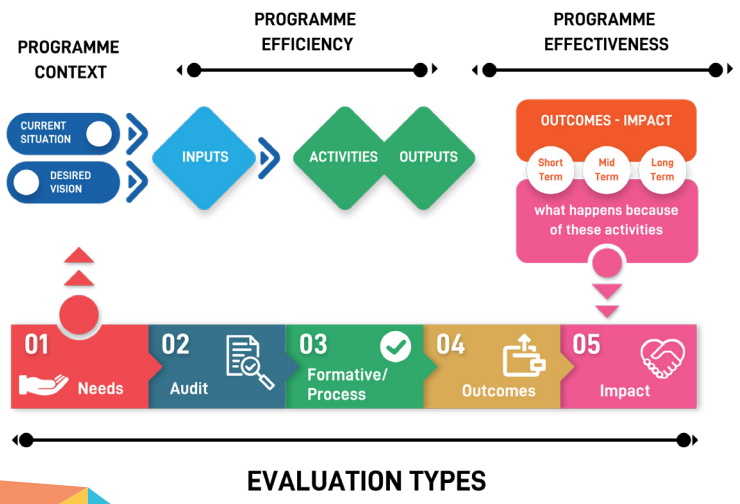 PROGRAMME
CONTEXT
PROGRAMME
EFFICIENCY
PROGRAMME
EFFECTIVENESS
CURRENT
SITUATION
DESIRED
VISION
INPUTS
ACTIVITIES
OUTPUTS
OUTCOMES - IMPACT
Short
Term
Mid
Term
Long
Term
what happens because
of these activities
01
Needs
02
Audit
03
Formative/
Process
04
Outcomes
05
Impact
EVALUATION TYPES